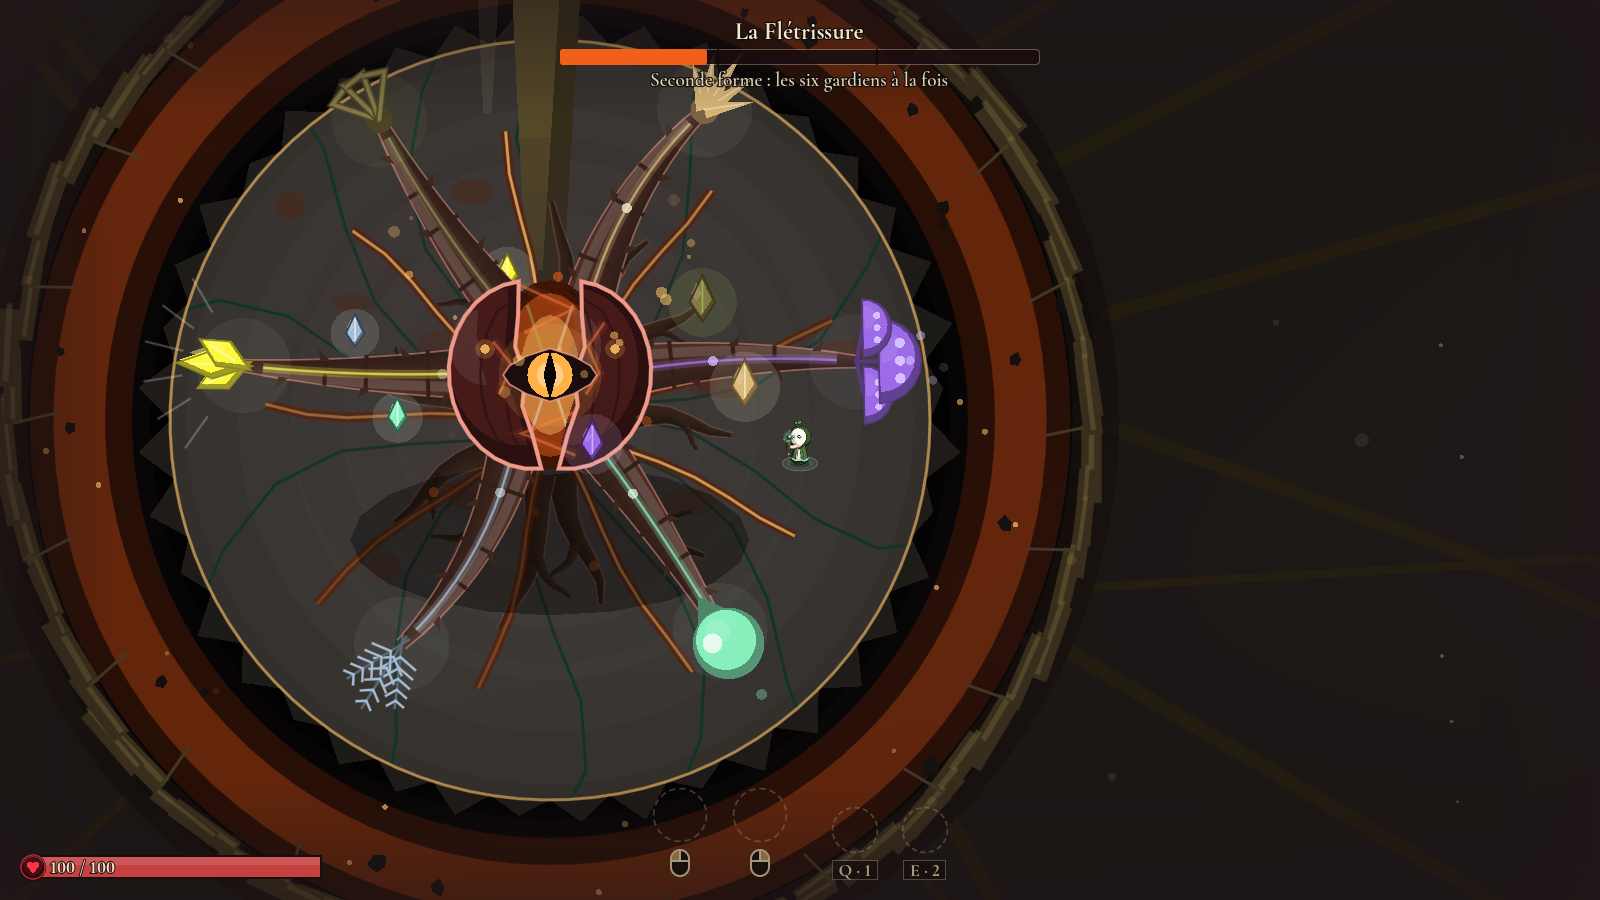 La Flétrissure
Seconde forme : les six gardiens à la fois
100 / 100
Q · 1
E · 2